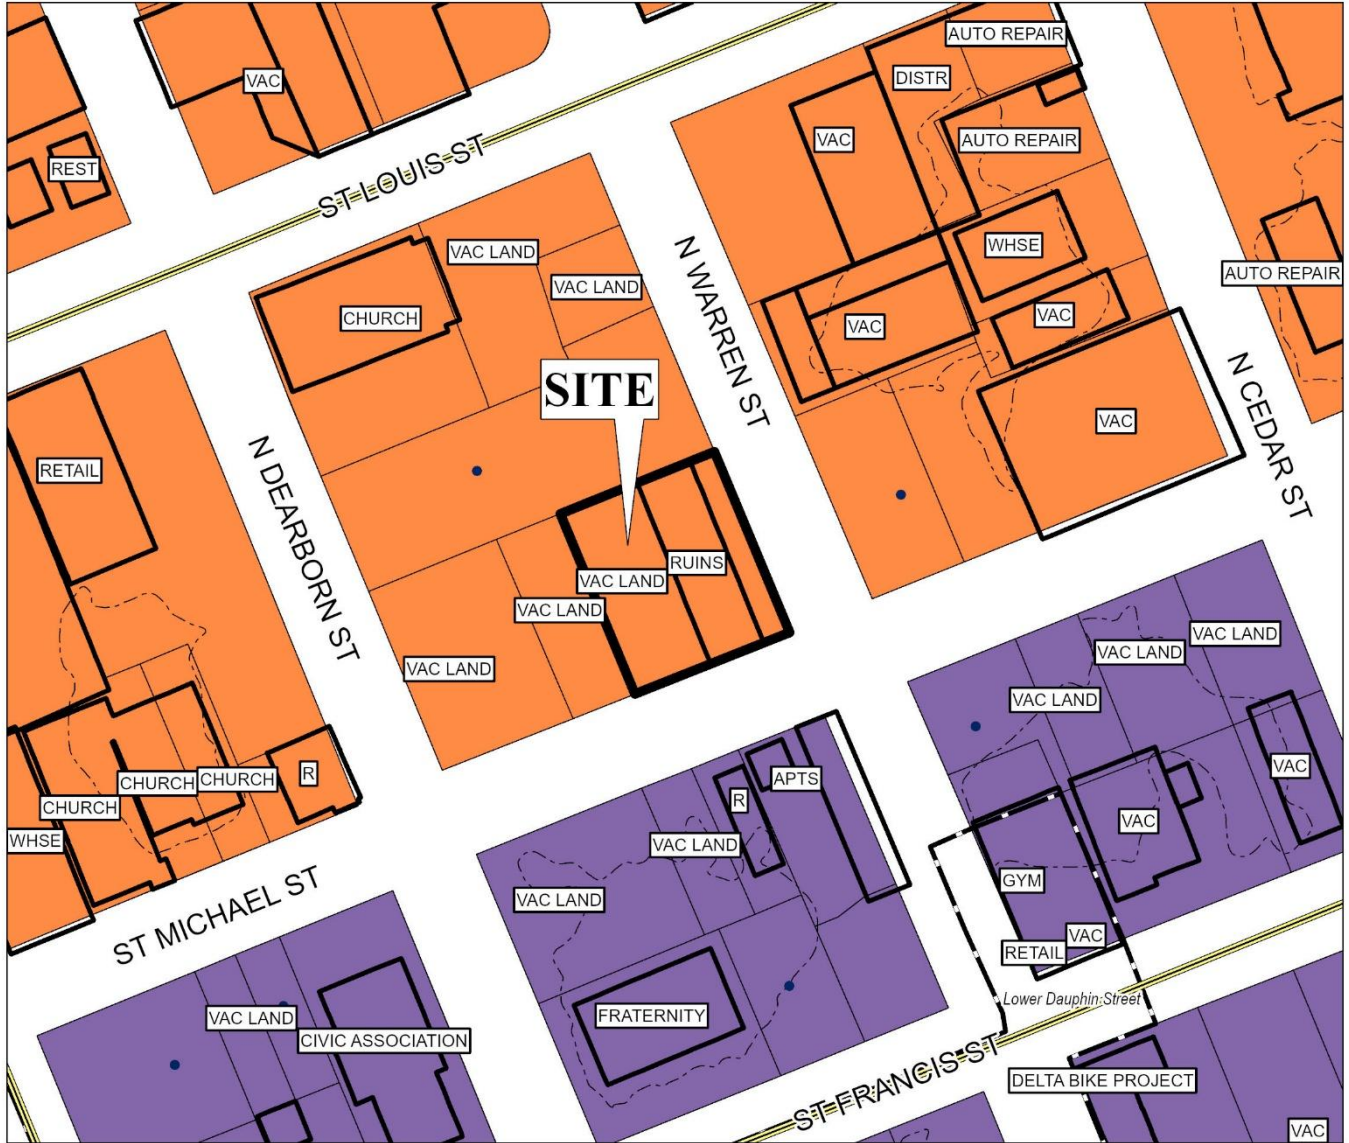 AUTO REPAIR
VAC
DISTR
REST
VAC
AUTO REPAIR
ST LOUIS ST
VAC LAND
WHSE
N WARREN ST
AUTO REPAIR
VAC LAND
CHURCH
VAC
VAC
SITE
N CEDAR ST
VAC
N DEARBORN ST
RETAIL
RUINS
VAC LAND
VAC LAND
VAC LAND
VAC LAND
VAC LAND
VAC LAND
R
CHURCH
CHURCH
CHURCH
WHSE
APTS
R
VAC
VAC
VAC LAND
GYM
VAC LAND
ST MICHAEL ST
VAC
RETAIL
Lower Dauphin Street
VAC LAND
FRATERNITY
CIVIC ASSOCIATION
ST FRANCIS ST
DELTA BIKE PROJECT
VAC